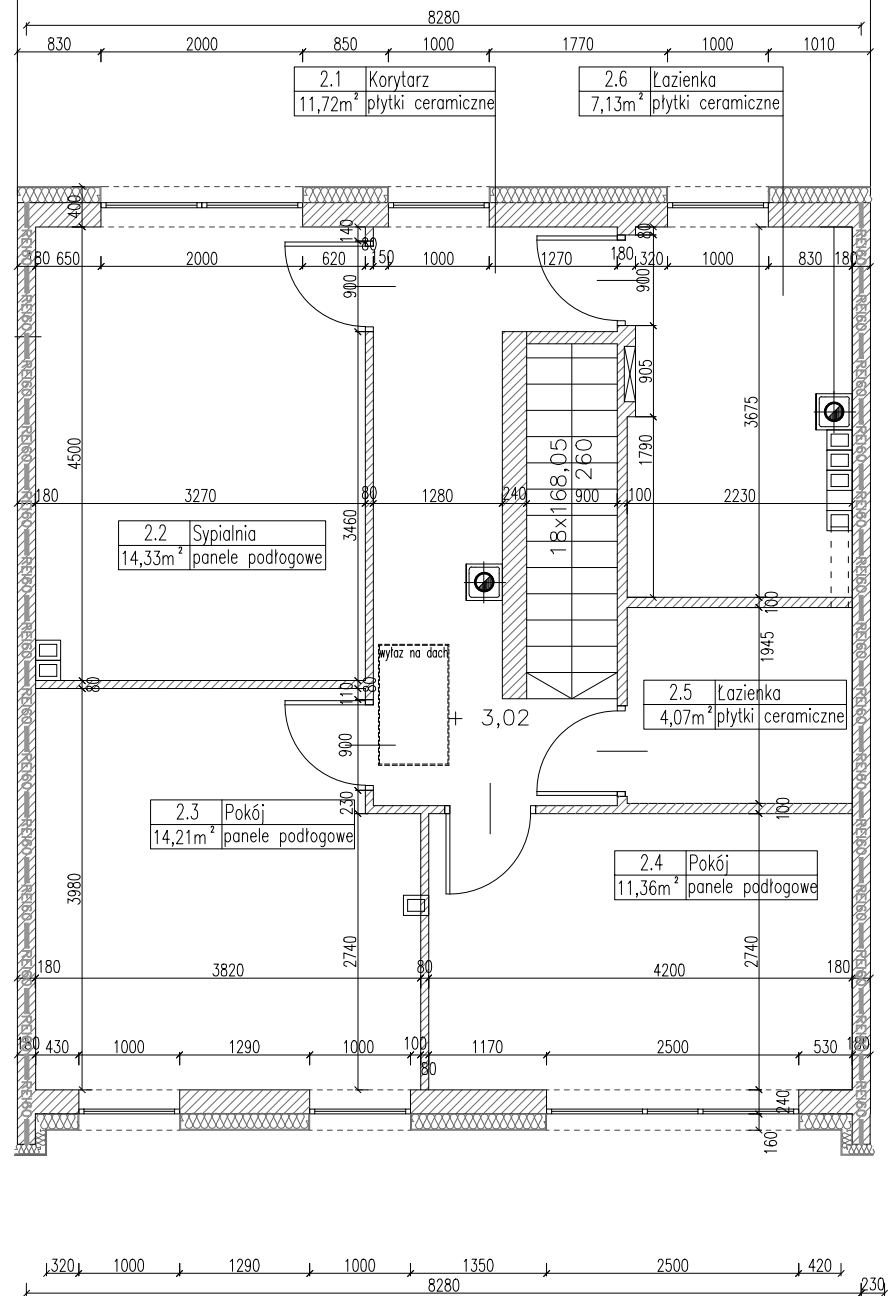 8280
830 2000 850 1000 1770 1000 1010
2.1 Korytarz
11,72m² płytki ceramiczne
2.6 Łazienka
7,13m² płytki ceramiczne
400
140
80
80 650 2000 620 150 1000 1270 180 320 1000 830 180
80
900
900
REI60
REI60
905
3675
4500
1790
18x168,05
260
180 3270 80 1280 240 900 100 2230
3460
2.2 Sypialnia
14,33m² panele podłogowe
100
1945
wyłaz na dach
80
110
80
2.5 Łazienka
4,07m² płytki ceramiczne
3,02
900
230
100
2.3 Pokój
14,21m² panele podłogowe
2.4 Pokój
11,36m² panele podłogowe
3980
2740
2740
180 3820 80 4200 180
180 430 1000 1290 1000 100 1170 2500 530 180
80
240
160
320 1000 1290 1000 1350 2500 420
8280 230